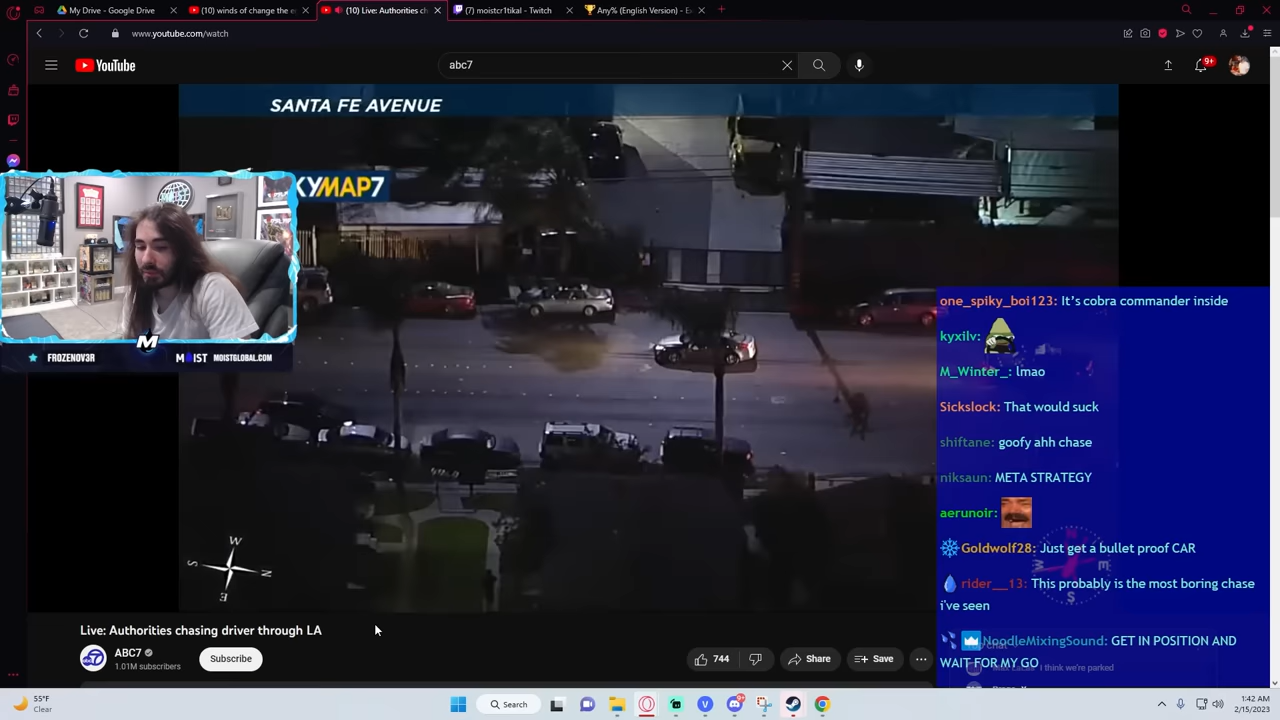 My Drive - Google Drive
(10) winds of change the e
(10) Live: Authorities c
moistcr1tikal - Twitch
Any% (English Version) - E
www.youtube.com/watch
YouTube
abc7
9+
SANTA FE AVENUE
KYMAP7
FROZENOV3R
M
MOIST
MOISTGLOBAL.COM
W
S
N
E
one_spiky_boi123: It's cobra commander inside
kyxilv:
M_Winter_: lmao
Sickslock: That would suck
shiftane: goofy ahh chase
niksaun: META STRATEGY
aerunoir:
Goldwolf28: Just get a bullet proof CAR
rider__13: This probably is the most boring chase
i've seen
NoodleMixingSound: GET IN POSITION AND
WAIT FOR MY GO
i think we're parked
Live: Authorities chasing driver through LA
ABC7
1.01M subscribers
Subscribe
744
Share
Save
55°F
Clear
Search
1:42 AM
2/15/2023